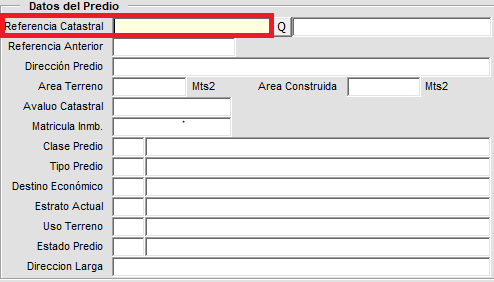 Datos del Predio
Referencia Catastral Q
Referencia Anterior
Dirección Predio
Area Terreno Mts2 Area Construida Mts2
Avaluo Catastral
Matricula Inmb.
Clase Predio
Tipo Predio
Destino Económico
Estrato Actual
Uso Terreno
Estado Predio
Direccion Larga